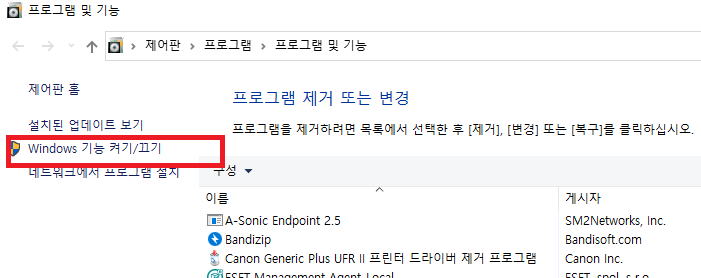 프로그램 및 기능
제어판 > 프로그램 > 프로그램 및 기능
제어판 홈
설치된 업데이트 보기
Windows 기능 켜기/끄기
네트워크에서 프로그램 설치
프로그램 제거 또는 변경
프로그램을 제거하려면 목록에서 선택한 후 [제거], [변경] 또는 [복구]를 클릭하십시오.
구성
이름 게시자
A-Sonic Endpoint 2.5 SM2Networks, Inc.
Bandizip Bandisoft.com
Canon Generic Plus UFR II 프린터 드라이버 제거 프로그램 Canon Inc.
ESET Management Agent Local ESET, spol. s r.o.